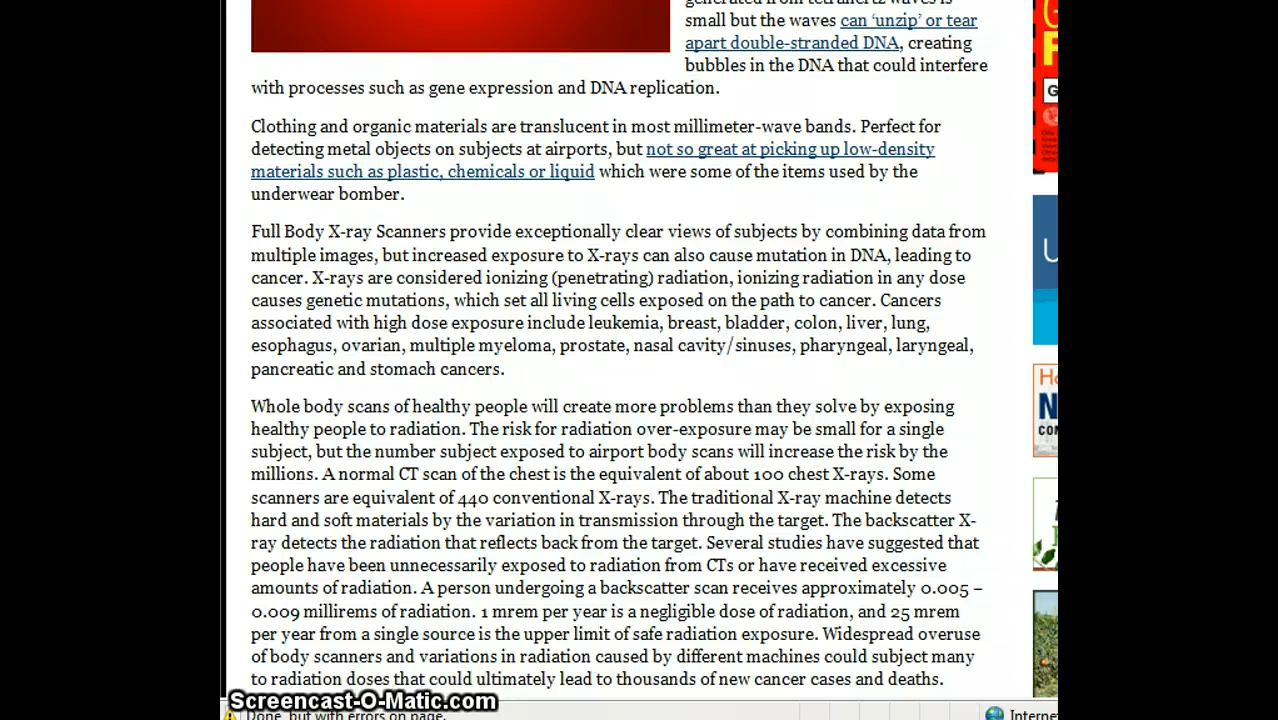 generated from tetrahertz waves is
small but the waves can ‘unzip’ or tear
apart double-stranded DNA, creating
bubbles in the DNA that could interfere
with processes such as gene expression and DNA replication.
Clothing and organic materials are translucent in most millimeter-wave bands. Perfect for
detecting metal objects on subjects at airports, but not so great at picking up low-density
materials such as plastic, chemicals or liquid which were some of the items used by the
underwear bomber.
Full Body X-ray Scanners provide exceptionally clear views of subjects by combining data from
multiple images, but increased exposure to X-rays can also cause mutation in DNA, leading to
cancer. X-rays are considered ionizing (penetrating) radiation, ionizing radiation in any dose
causes genetic mutations, which set all living cells exposed on the path to cancer. Cancers
associated with high dose exposure include leukemia, breast, bladder, colon, liver, lung,
esophagus, ovarian, multiple myeloma, prostate, nasal cavity/sinuses, pharyngeal, laryngeal,
pancreatic and stomach cancers.
Whole body scans of healthy people will create more problems than they solve by exposing
healthy people to radiation. The risk for radiation over-exposure may be small for a single
subject, but the number subject exposed to airport body scans will increase the risk by the
millions. A normal CT scan of the chest is the equivalent of about 100 chest X-rays. Some
scanners are equivalent of 440 conventional X-rays. The traditional X-ray machine detects
hard and soft materials by the variation in transmission through the target. The backscatter X-
ray detects the radiation that reflects back from the target. Several studies have suggested that
people have been unnecessarily exposed to radiation from CTs or have received excessive
amounts of radiation. A person undergoing a backscatter scan receives approximately 0.005 –
0.009 millirems of radiation. 1 mrem per year is a negligible dose of radiation, and 25 mrem
per year from a single source is the upper limit of safe radiation exposure. Widespread overuse
of body scanners and variations in radiation caused by different machines could subject many
to radiation doses that could ultimately lead to thousands of new cancer cases and deaths.
Screencast-O-Matic.com
Done, but with errors on page.